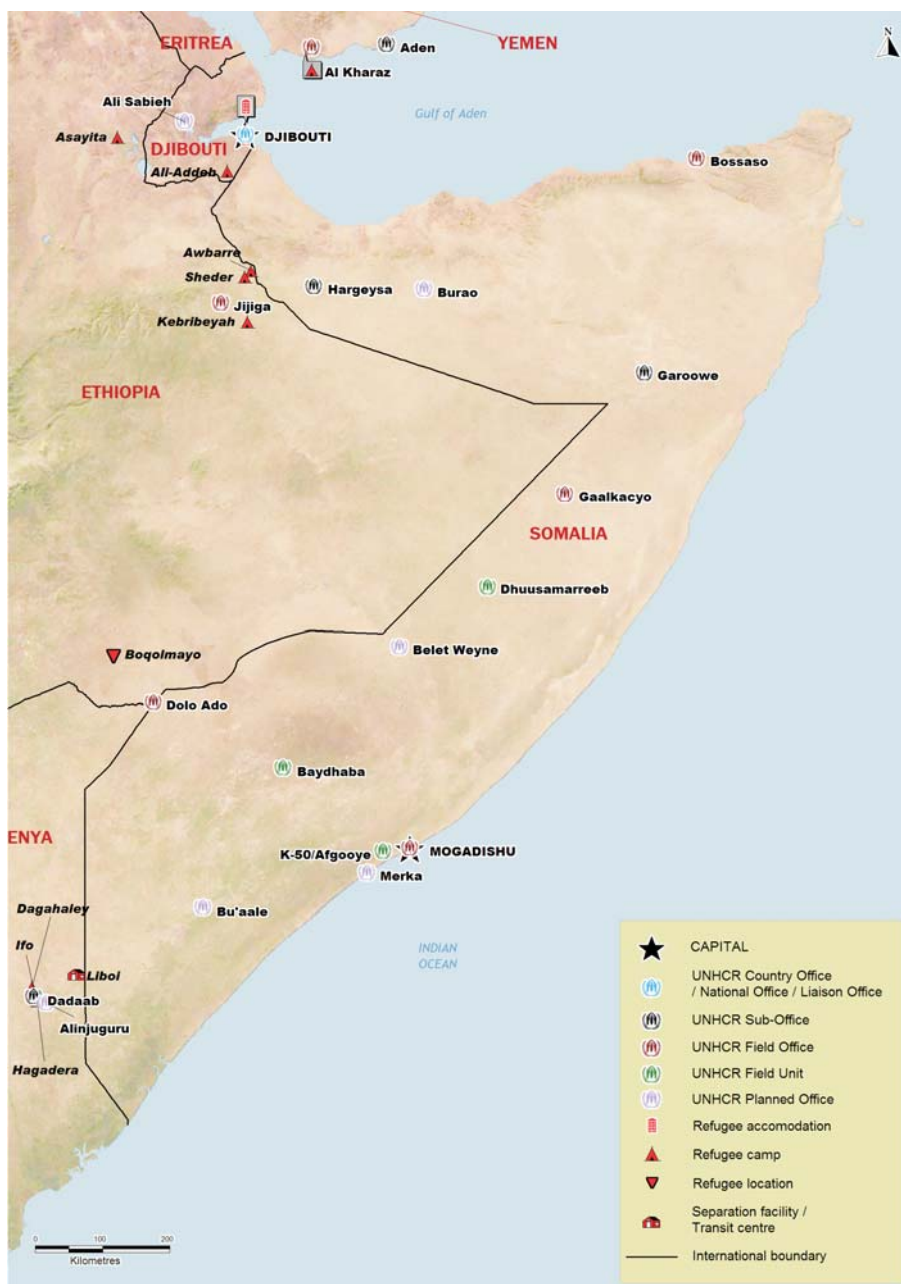 ERITREA
YEMEN
Aden
Al Kharaz
Ali Sabieh
Gulf of Aden
Asayita
DJIBOUTI
DJIBOUTI
Ali-Addeh
Bossaso
Awbarre
Sheder
Hargeysa
Burao
Jijiga
Kebribeyah
Garoowe
ETHIOPIA
Gaalkacyo
SOMALIA
Dhuusamarreeb
Belet Weyne
Boqolmayo
Dolo Ado
Baydhaba
ENYA
K-50/Afgooye
MOGADISHU
Merka
Dagahaley
Bu'aale
Ifo
INDIAN
OCEAN
Liboi
Dadaab
Alinjuguru
Hagadera
CAPITAL
UNHCR Country Office
/ National Office / Liaison Office
UNHCR Sub-Office
UNHCR Field Office
UNHCR Field Unit
UNHCR Planned Office
Refugee accomodation
Refugee camp
Refugee location
Separation facility /
Transit centre
International boundary
0 100 200
Kilometres